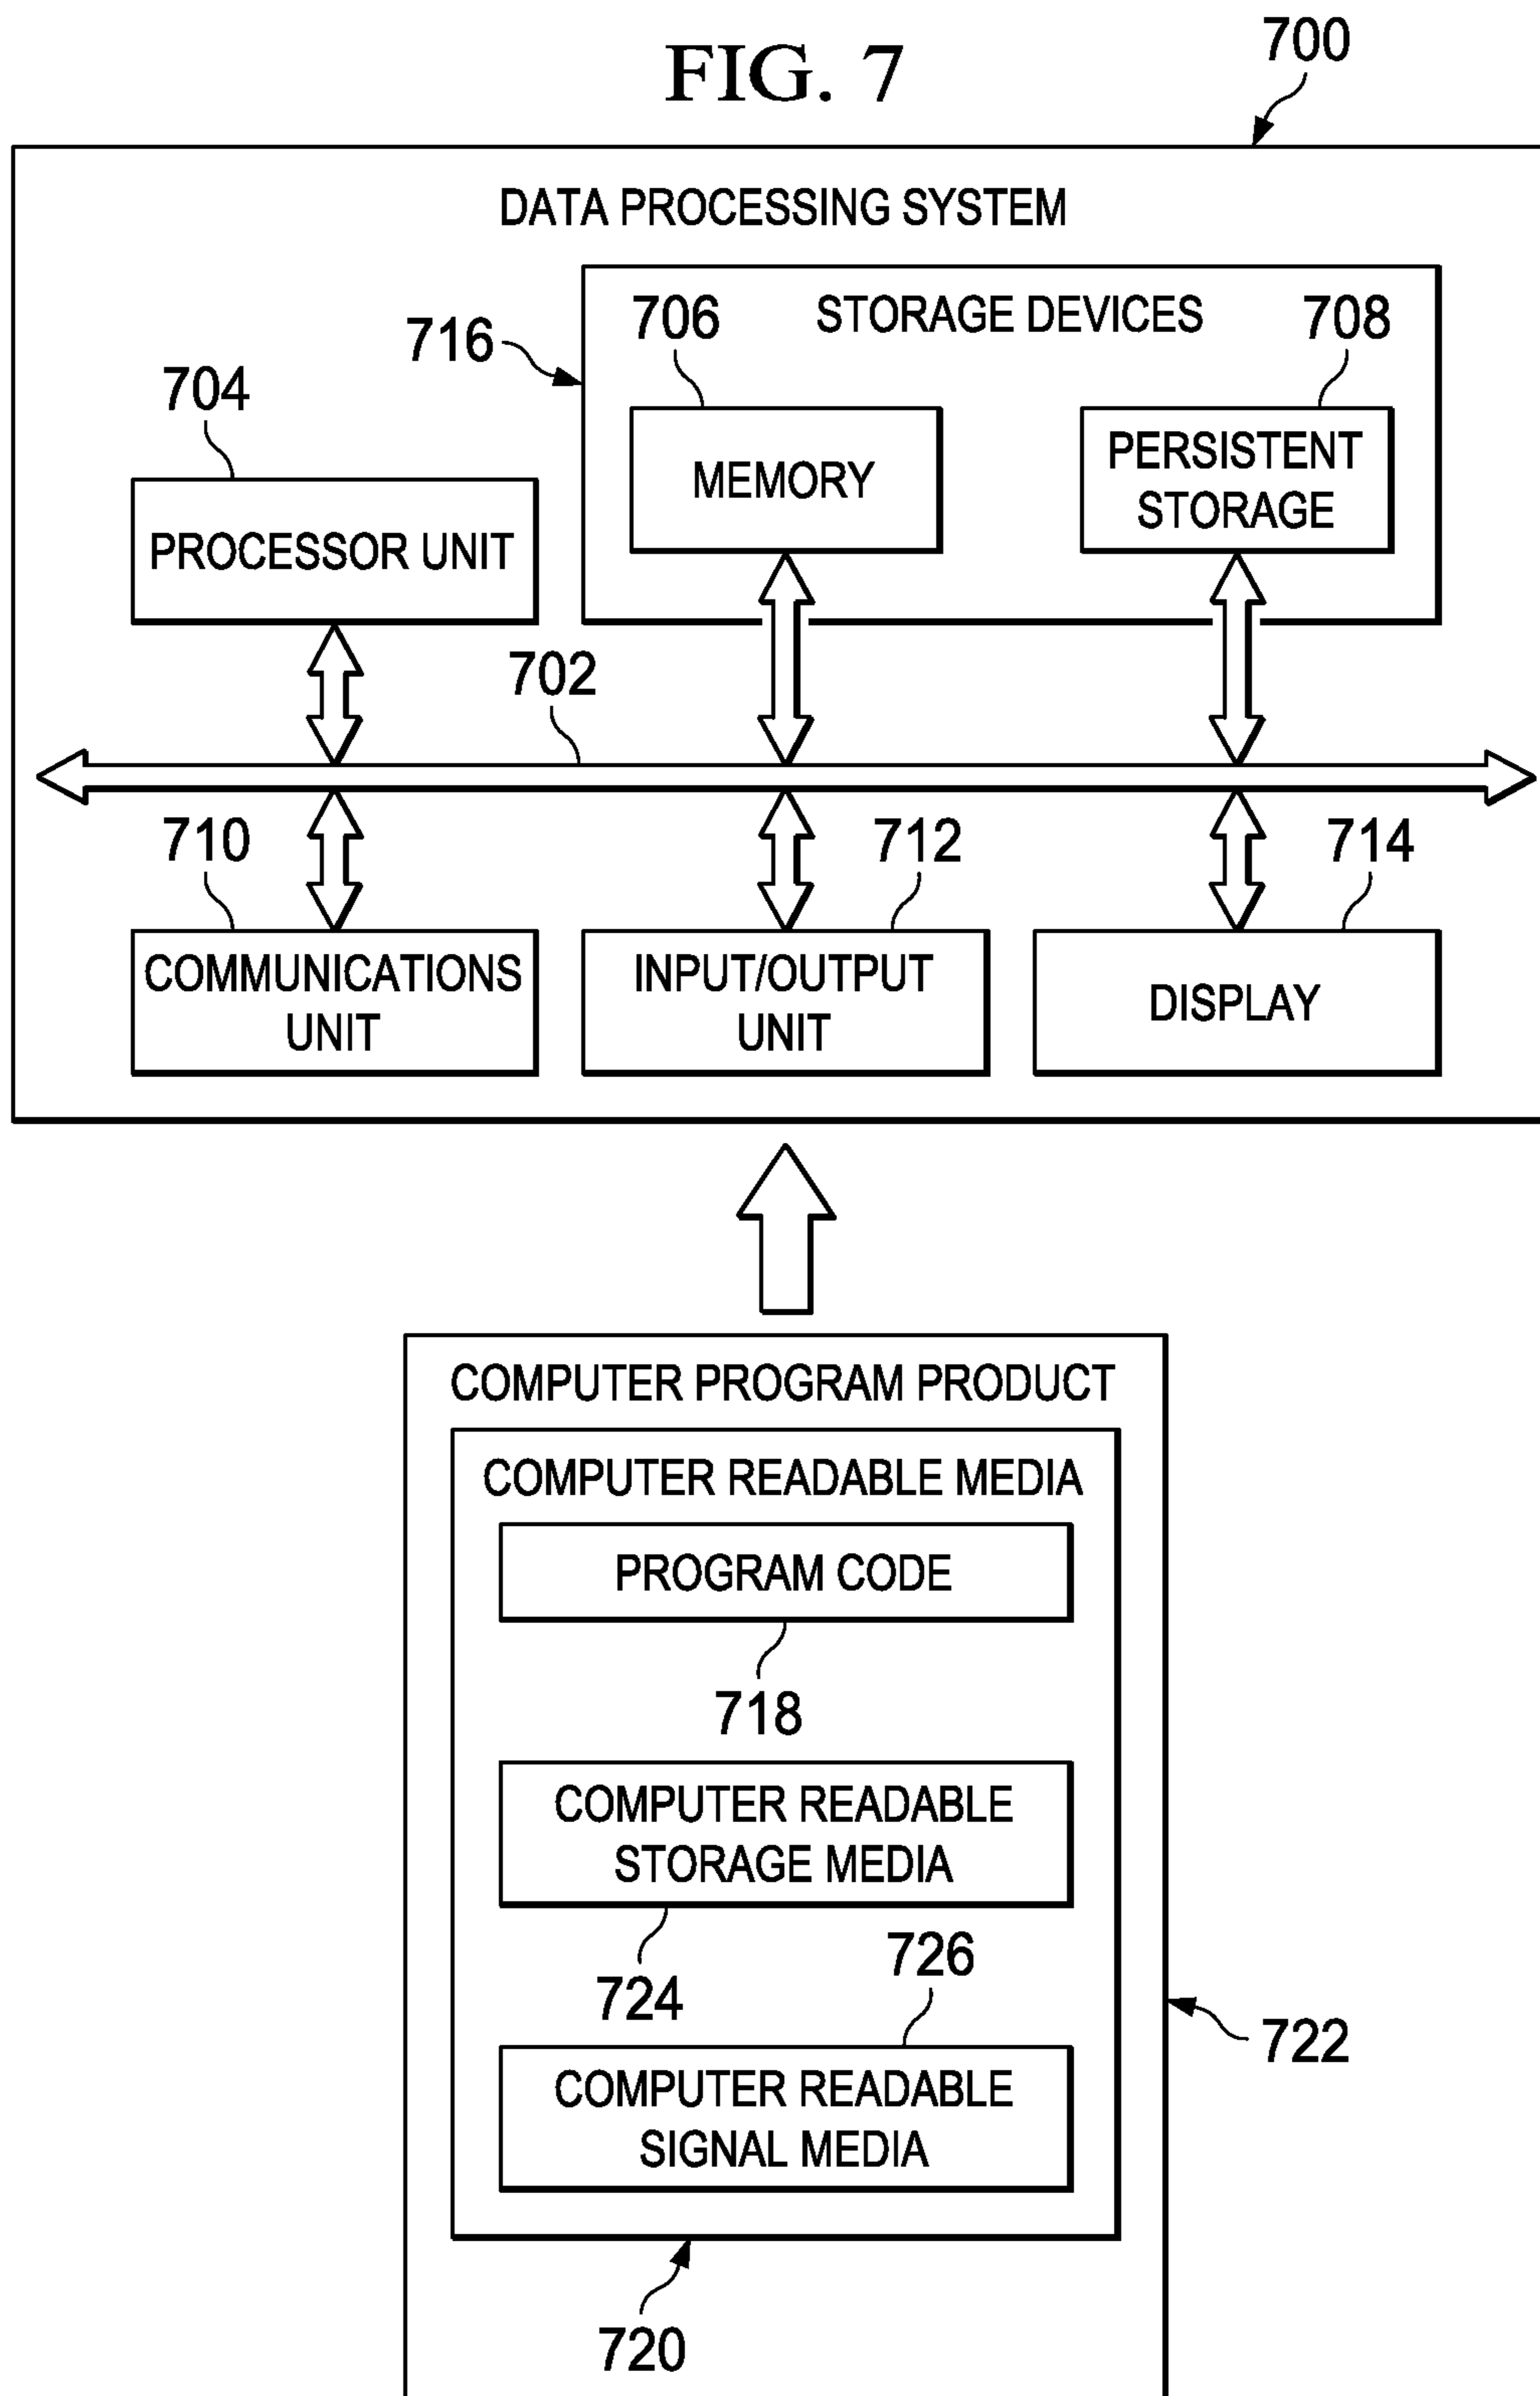 FIG. 7
700
DATA PROCESSING SYSTEM
716
706
STORAGE DEVICES
708
704
MEMORY
PERSISTENT
STORAGE
PROCESSOR UNIT
702
710
712
714
COMMUNICATIONS
UNIT
INPUT/OUTPUT
UNIT
DISPLAY
COMPUTER PROGRAM PRODUCT
COMPUTER READABLE MEDIA
PROGRAM CODE
718
COMPUTER READABLE
STORAGE MEDIA
724
726
COMPUTER READABLE
SIGNAL MEDIA
722
720